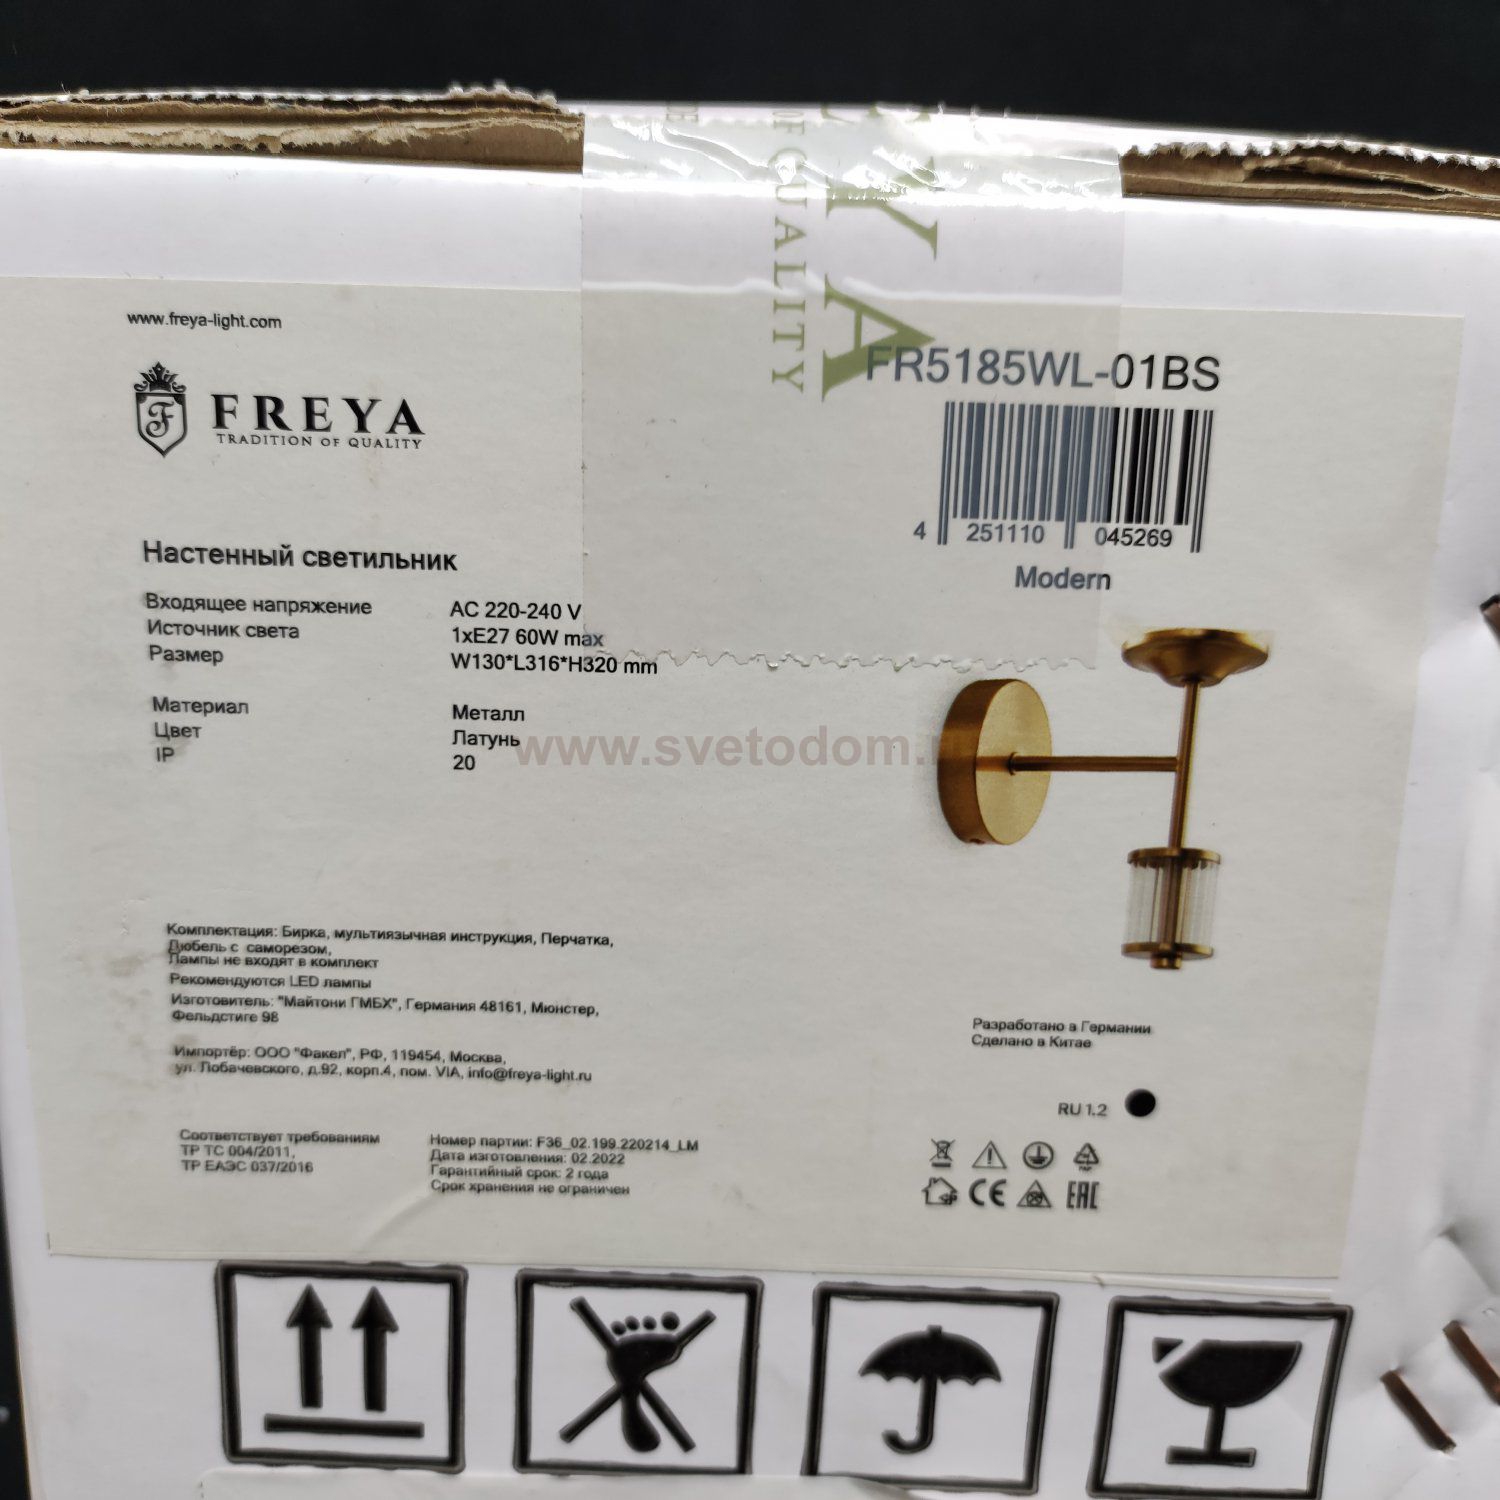 OF QUALITY
YA
www.freya-light.com
FREYA
TRADITION OF QUALITY
FR5185WL-01BS
4 251110 045269
Modern
Настенный светильник
Входящее напряжение AC 220-240 V
Источник света 1xE27 60W max
Размер W130*L316*H320 mm
Материал Металл
Цвет Латунь
IP 20
www.svetodom.
Комплектация: Бирка, мультиязычная инструкция, Перчатка,
Дюбель с саморезом,
Лампы не входят в комплект
Рекомендуются LED лампы
Изготовитель: "Майтони ГМБХ", Германия 48161, Мюнстер,
Фельдстиге 98
Импортёр: ООО "Факел", РФ, 119454, Москва,
ул. Лобачевского, д.92, корп.4, пом. VIA, info@freya-light.ru
Разработано в Германии
Сделано в Китае
RU 1.2
Соответствует требованиям
ТР ТС 004/2011,
ТР ЕАЭС 037/2016
Номер партии: F36_02.199.220214_LM
Дата изготовления: 02.2022
Гарантийный срок: 2 года
Срок хранения не ограничен
CE EAC